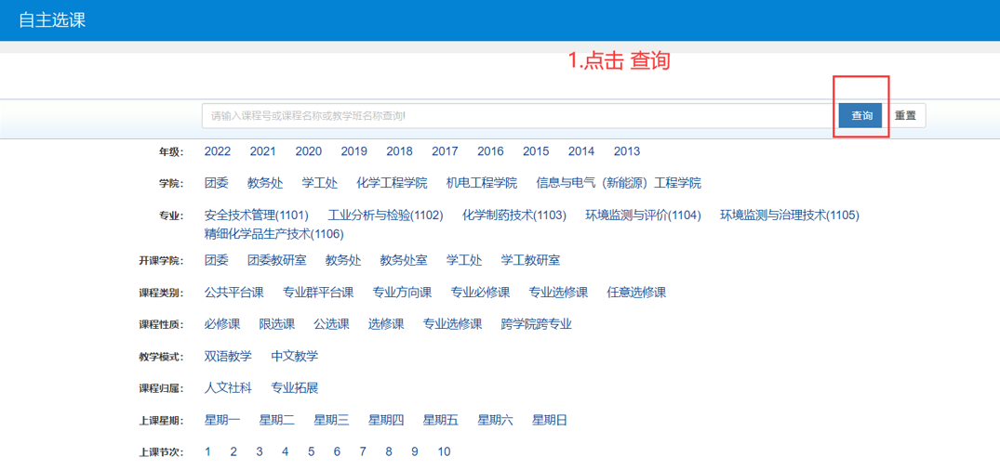 自主选课
1.点击 查询
请输入课程号或课程名称或教学班名称查询! 查询 重置
年级： 2022 2021 2020 2019 2018 2017 2016 2015 2014 2013
学院： 团委 教务处 学工处 化学工程学院 机电工程学院 信息与电气（新能源）工程学院
专业： 安全技术管理(1101) 工业分析与检验(1102) 化学制药技术(1103) 环境监测与评价(1104) 环境监测与治理技术(1105)
精细化学品生产技术(1106)
开课学院： 团委 团委教研室 教务处 教务处室 学工处 学工教研室
课程类别： 公共平台课 专业群平台课 专业方向课 专业必修课 专业选修课 任意选修课
课程性质： 必修课 限选课 公选课 选修课 专业选修课 跨学院跨专业
教学模式： 双语教学 中文教学
课程归属： 人文社科 专业拓展
上课星期： 星期一 星期二 星期三 星期四 星期五 星期六 星期日
上课节次： 1 2 3 4 5 6 7 8 9 10